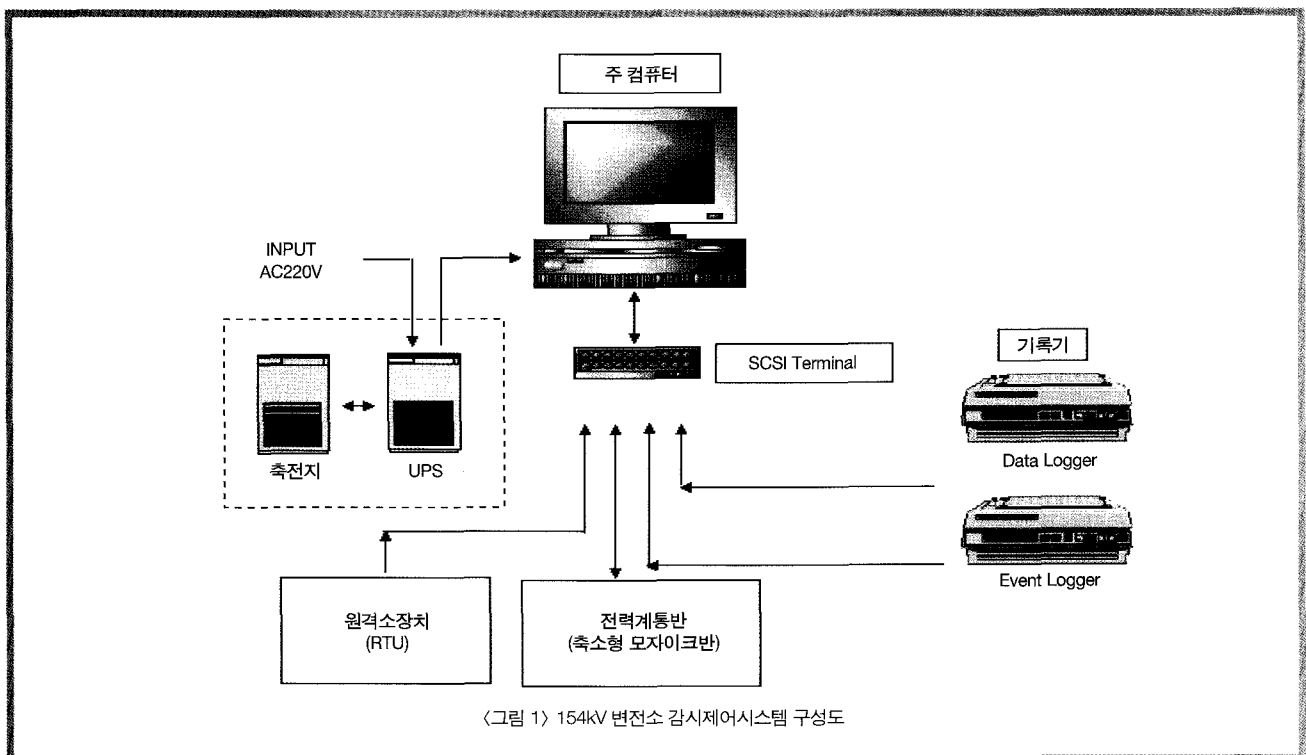 주 컴퓨터
INPUT
AC220V
SCSI Terminal
기록기
축전지
UPS
Data Logger
Event Logger
원격소장치
(RTU)
전력계통반
(축소형 모자이크반)
〈그림 1〉 154kV 변전소 감시제어시스템 구성도